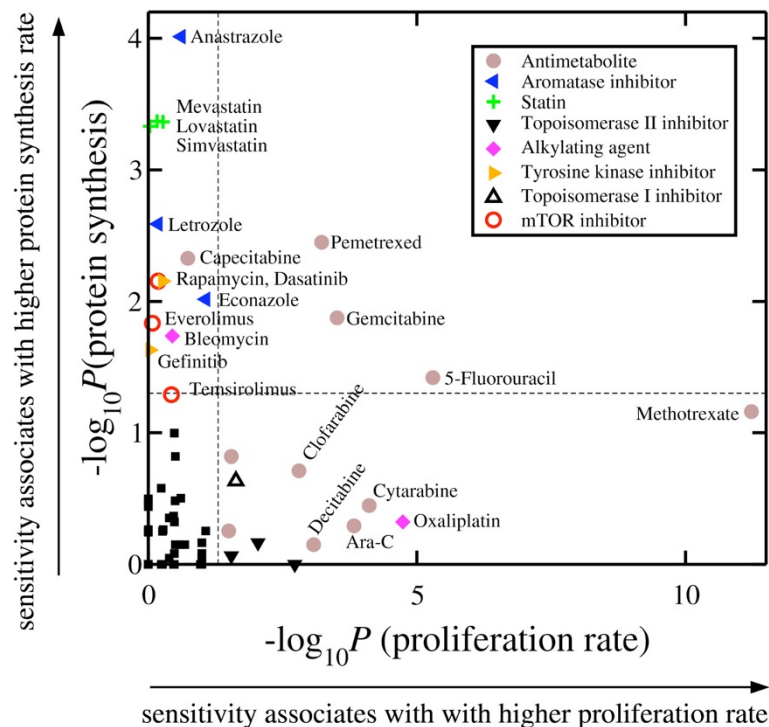 sensitivity associates with higher protein synthesis rate
-log10P(protein synthesis)
4
3
2
1
0
Anastrazole
Mevastatin
Lovastatin
Simvastatin
Letrozole
Capecitabine
Pemetrexed
Rapamycin, Dasatinib
Econazole
Everolimus
Gemcitabine
Bleomycin
Gefinitib
Temsirolimus
5-Fluorouracil
Methotrexate
Clofarabine
Decitabine
Cytarabine
Ara-C
Oxaliplatin
Antimetabolite
Aromatase inhibitor
Statin
Topoisomerase II inhibitor
Alkylating agent
Tyrosine kinase inhibitor
Topoisomerase I inhibitor
mTOR inhibitor
0
5
10
-log10P (proliferation rate)
sensitivity associates with with higher proliferation rate